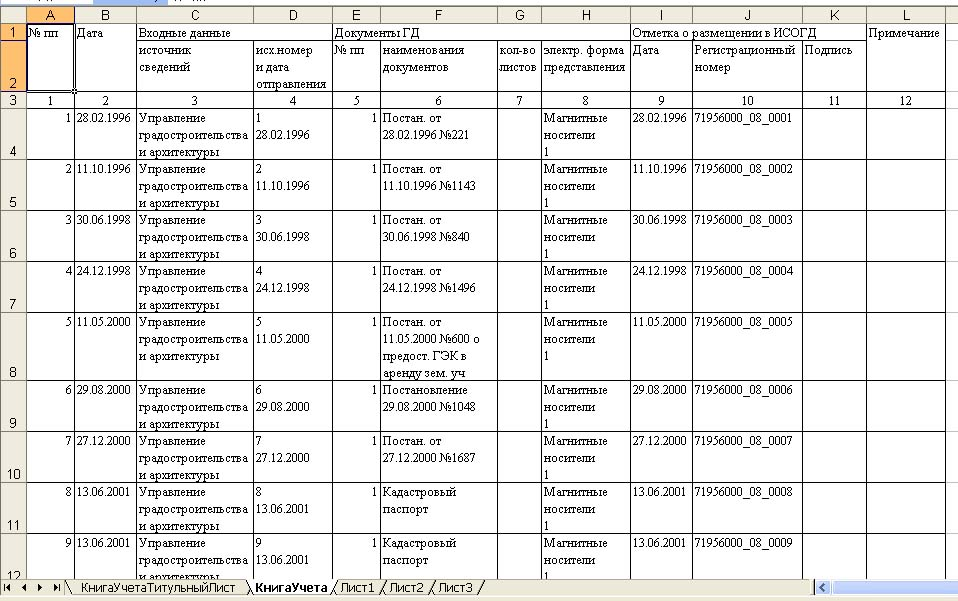 A B C D E F G H I J K L
1 № пп Дата Входные данные Документы ГД Отметка о размещении в ИСОГД Примечание
источник исх.номер № пп наименования кол-во электр. форма Дата Регистрационный Подпись
сведений и дата документов листов представления номер
2 отправления
3 1 2 3 4 5 6 7 8 9 10 11 12
1 28.02.1996 Управление 1 1 Постан. от Магнитные 28.02.1996 71956000_08_0001
градостроительства 28.02.1996 28.02.1996 №221 носители
4 и архитектуры 1
2 11.10.1996 Управление 2 1 Постан. от Магнитные 11.10.1996 71956000_08_0002
градостроительства 11.10.1996 11.10.1996 №1143 носители
5 и архитектуры 1
3 30.06.1998 Управление 3 1 Постан. от Магнитные 30.06.1998 71956000_08_0003
градостроительства 30.06.1998 30.06.1998 №840 носители
6 и архитектуры 1
4 24.12.1998 Управление 4 1 Постан. от Магнитные 24.12.1998 71956000_08_0004
градостроительства 24.12.1998 24.12.1998 №1496 носители
7 и архитектуры 1
5 11.05.2000 Управление 5 1 Постан. от Магнитные 11.05.2000 71956000_08_0005
градостроительства 11.05.2000 11.05.2000 №600 о носители
и архитектуры предост. ГЭК в 1
8 аренду зем. уч
6 29.08.2000 Управление 6 1 Постановление Магнитные 29.08.2000 71956000_08_0006
градостроительства 29.08.2000 29.08.2000 №1048 носители
9 и архитектуры 1
7 27.12.2000 Управление 7 1 Постан. от Магнитные 27.12.2000 71956000_08_0007
градостроительства 27.12.2000 27.12.2000 №1687 носители
10 и архитектуры 1
8 13.06.2001 Управление 8 1 Кадастровый Магнитные 13.06.2001 71956000_08_0008
градостроительства 13.06.2001 паспорт носители
11 и архитектуры 1
9 13.06.2001 Управление 9 1 Кадастровый Магнитные 13.06.2001 71956000_08_0009
градостроительства 13.06.2001 паспорт носители
12 и архитектуры 1
КнигаУчетаТитульныйЛист КнигаУчета Лист1 Лист2 Лист3